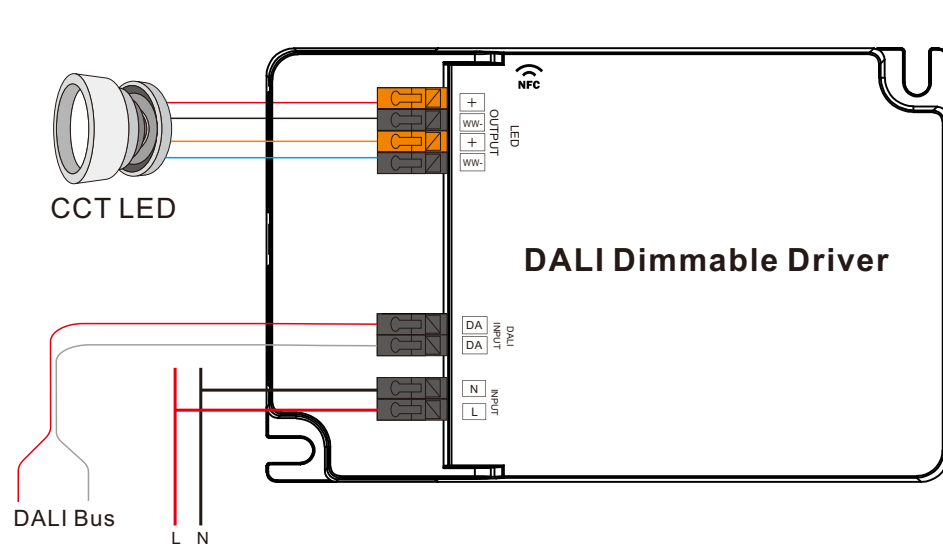 NFC
+
WW-
+
WW-
LED
OUTPUT
CCT LED
DALI Dimmable Driver
DA
DA
DALI
INPUT
N
L
INPUT
DALI Bus
L N